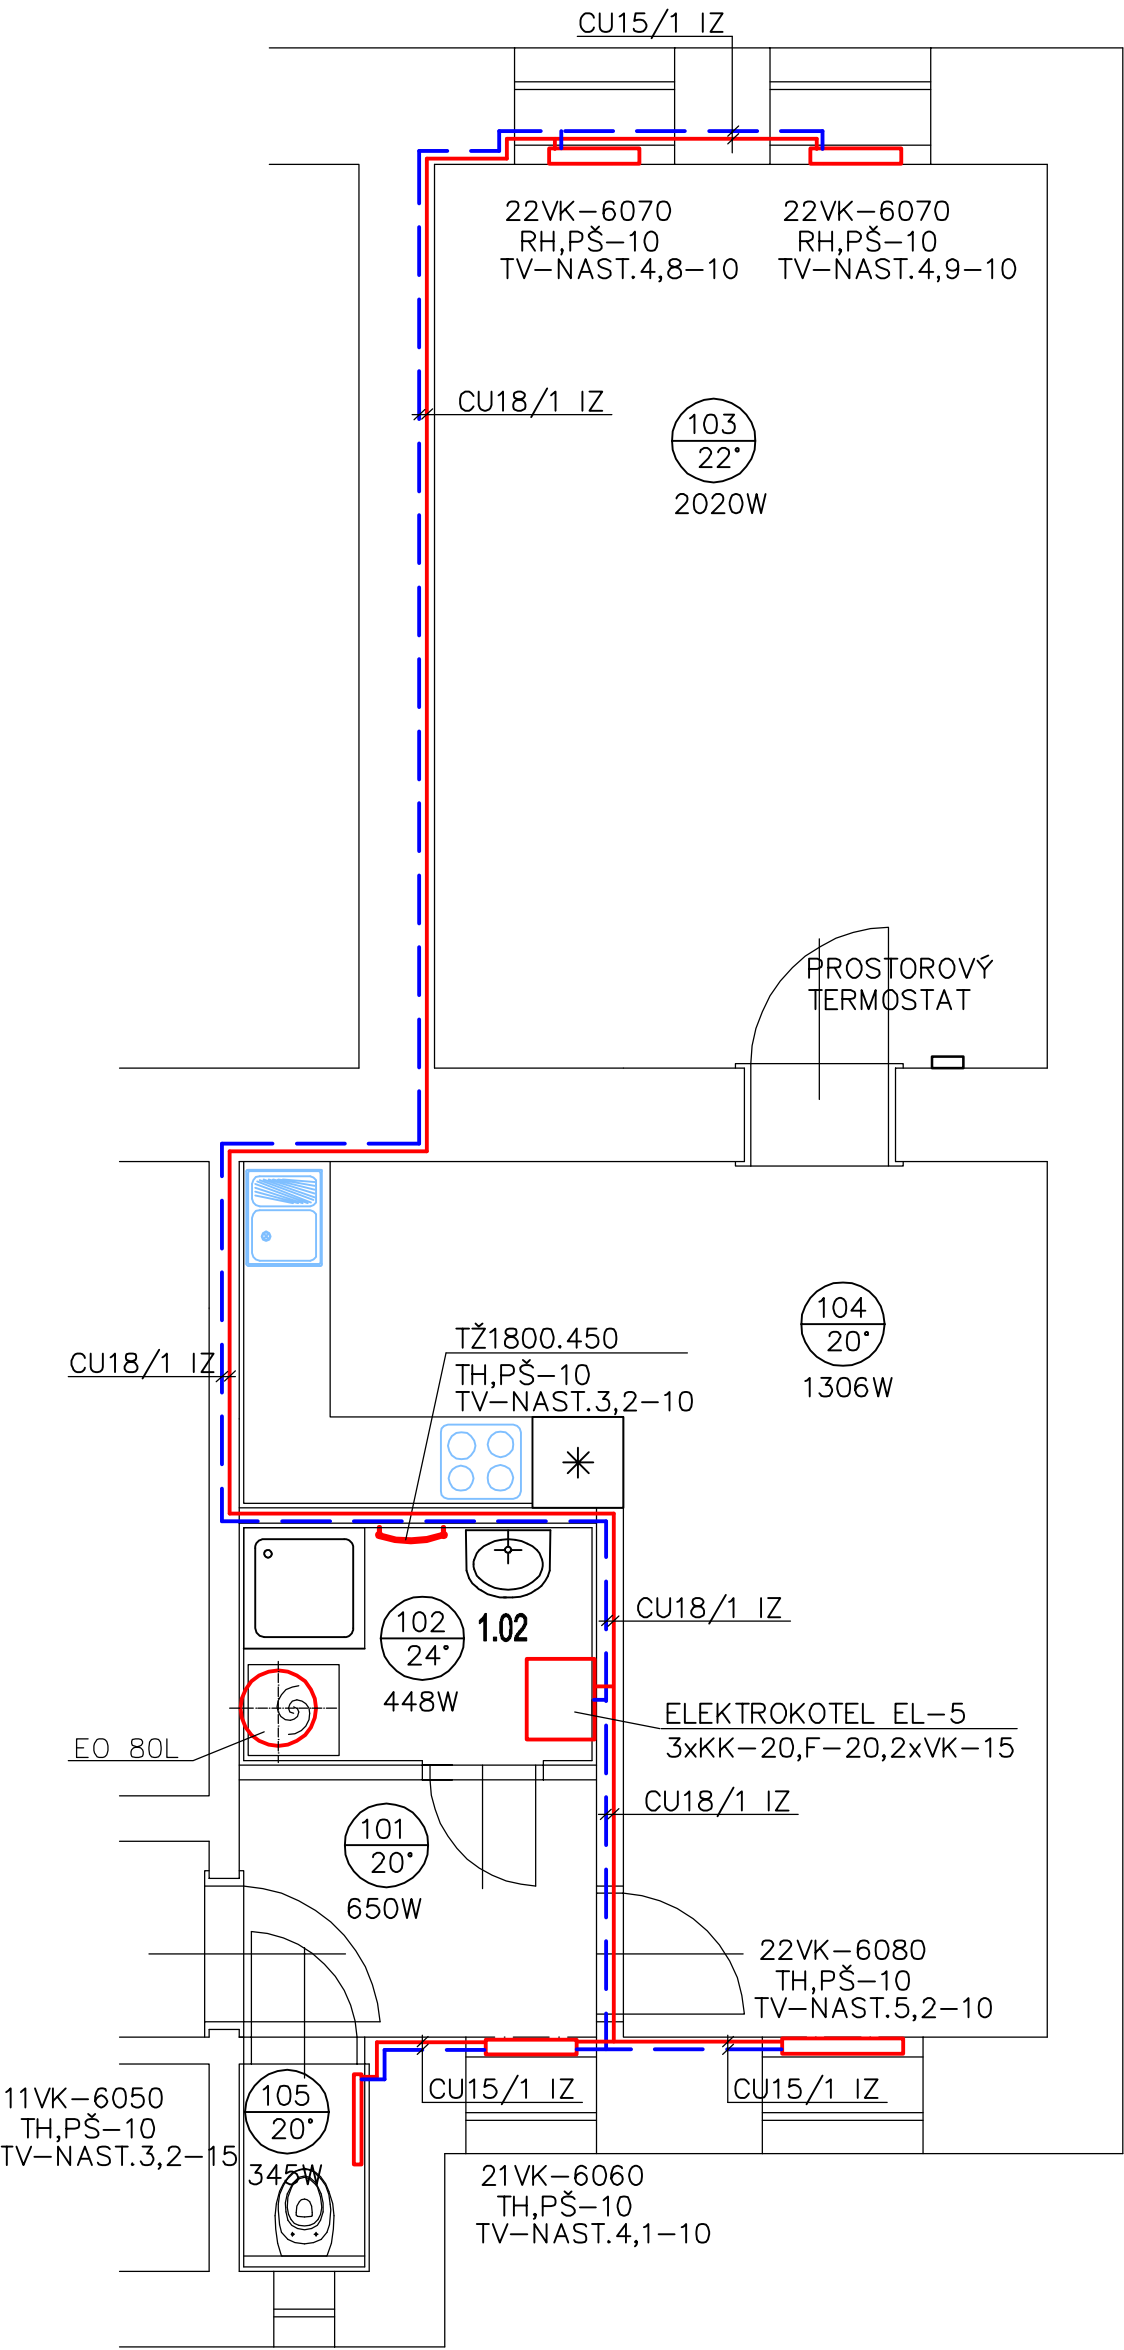 CU15/1 IZ
22VK-6070
RH,PŠ-10
TV-NAST.4,8-10
22VK-6070
RH,PŠ-10
TV-NAST.4,9-10
CU18/1 IZ
103
22°
2020W
PROSTOROVÝ
TERMOSTAT
104
20°
1306W
TŽ1800.450
TH,PŠ-10
TV-NAST.3,2-10
CU18/1 IZ
CU18/1 IZ
102
24°
448W
1.02
ELEKTROKOTEL EL-5
3xKK-20,F-20,2xVK-15
EO 80L
CU18/1 IZ
101
20°
650W
22VK-6080
TH,PŠ-10
TV-NAST.5,2-10
CU15/1 IZ
CU15/1 IZ
11VK-6050
TH,PŠ-10
TV-NAST.3,2-15
105
20°
345W
21VK-6060
TH,PŠ-10
TV-NAST.4,1-10